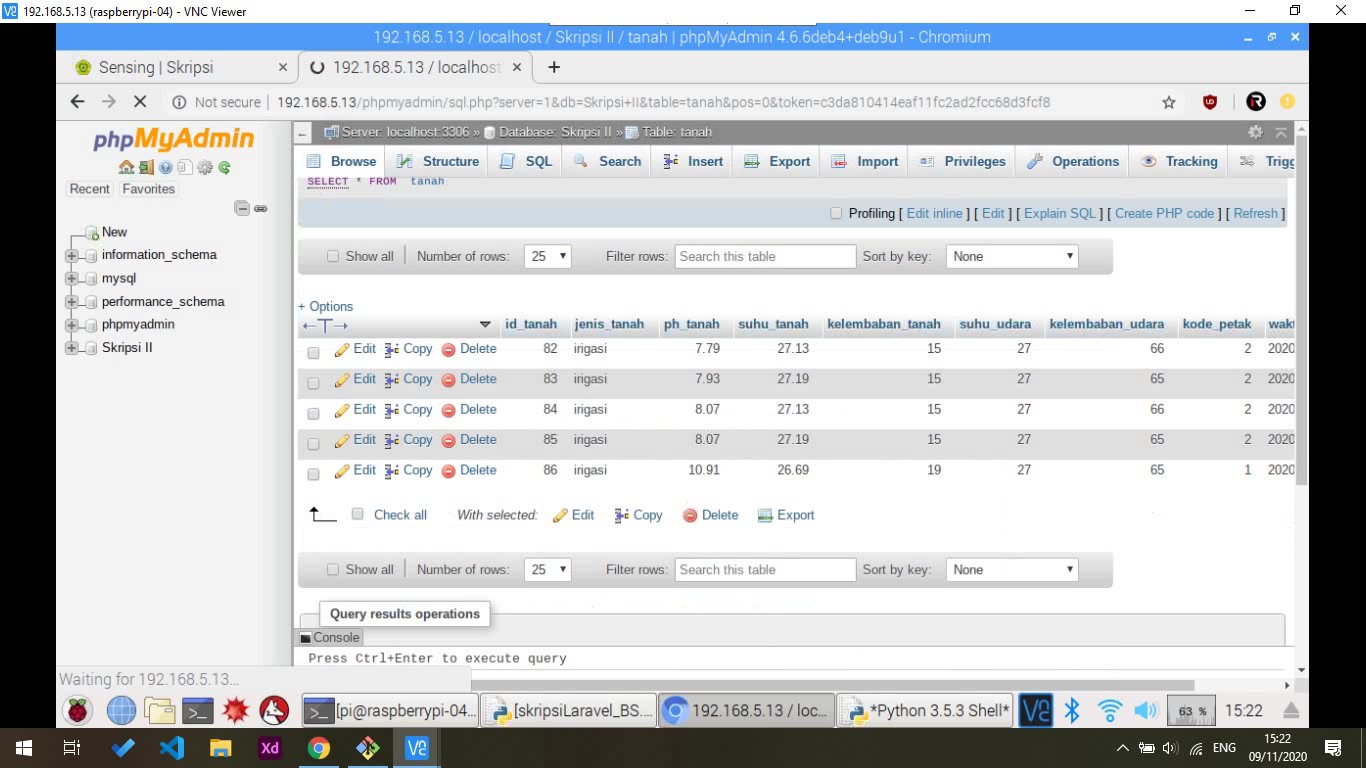 192.168.5.13 (raspberrypi-04) - VNC Viewer
192.168.5.13 / localhost / Skripsi II / tanah | phpMyAdmin 4.6.6deb4+deb9u1 - Chromium
Sensing | Skripsi
192.168.5.13 / localhost
Not secure | 192.168.5.13/phpmyadmin/sql.php?server=1&db=Skripsi+II&table=tanah&pos=0&token=c3da810414eaf11fc2ad2fcc68d3fcf8
phpMyAdmin
Recent Favorites
New
information_schema
mysql
performance_schema
phpmyadmin
Skripsi II
Server: localhost:3306 » Database: Skripsi II » Table: tanah
Browse Structure SQL Search Insert Export Import Privileges Operations Tracking Trigg
SELECT * FROM `tanah`
Profiling [ Edit inline ] [ Edit ] [ Explain SQL ] [ Create PHP code ] [ Refresh ]
Show all | Number of rows: 25 Filter rows: Search this table Sort by key: None
+ Options
id_tanah jenis_tanah ph_tanah suhu_tanah kelembaban_tanah suhu_udara kelembaban_udara kode_petak wakt
Edit Copy Delete 82 irigasi 7.79 27.13 15 27 66 2 2020
Edit Copy Delete 83 irigasi 7.93 27.19 15 27 65 2 2020
Edit Copy Delete 84 irigasi 8.07 27.13 15 27 66 2 2020
Edit Copy Delete 85 irigasi 8.07 27.19 15 27 65 2 2020
Edit Copy Delete 86 irigasi 10.91 26.69 19 27 65 1 2020
Check all With selected: Edit Copy Delete Export
Show all | Number of rows: 25 Filter rows: Search this table Sort by key: None
Query results operations
Console
Press Ctrl+Enter to execute query
Waiting for 192.168.5.13...
[pi@raspberrypi-04... [skripsiLaravel_BS.... 192.168.5.13 / loc... *Python 3.5.3 Shell* 63 % 15:22
Xd ENG 15:22
09/11/2020